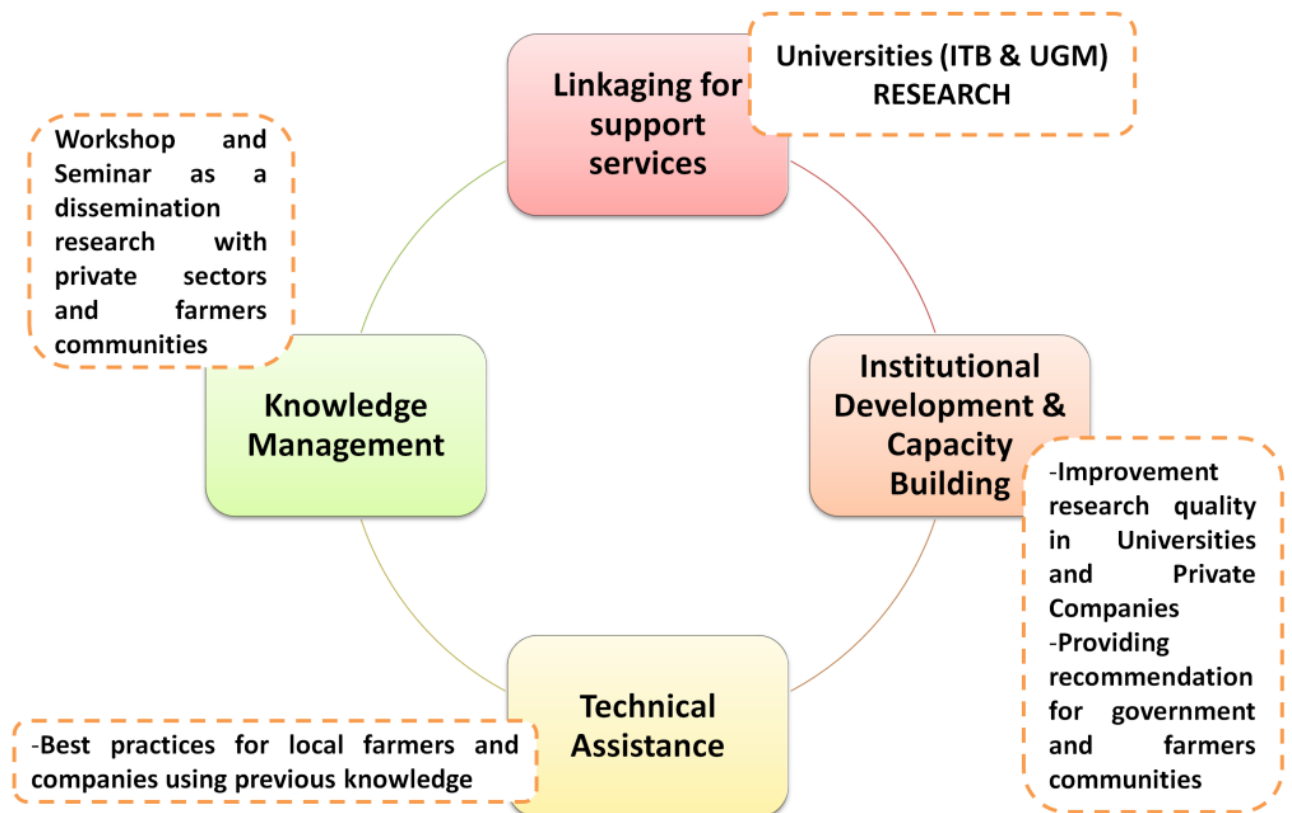 Linkaging for
support
services
Universities (ITB & UGM)
RESEARCH
Workshop and
Seminar as a
dissemination
research with
private sectors
and farmers
communities
Knowledge
Management
Institutional
Development &
Capacity
Building
-Improvement
research quality
in Universities
and Private
Companies
-Providing
recommendation
for government
and farmers
communities
Technical
Assistance
-Best practices for local farmers and
companies using previous knowledge